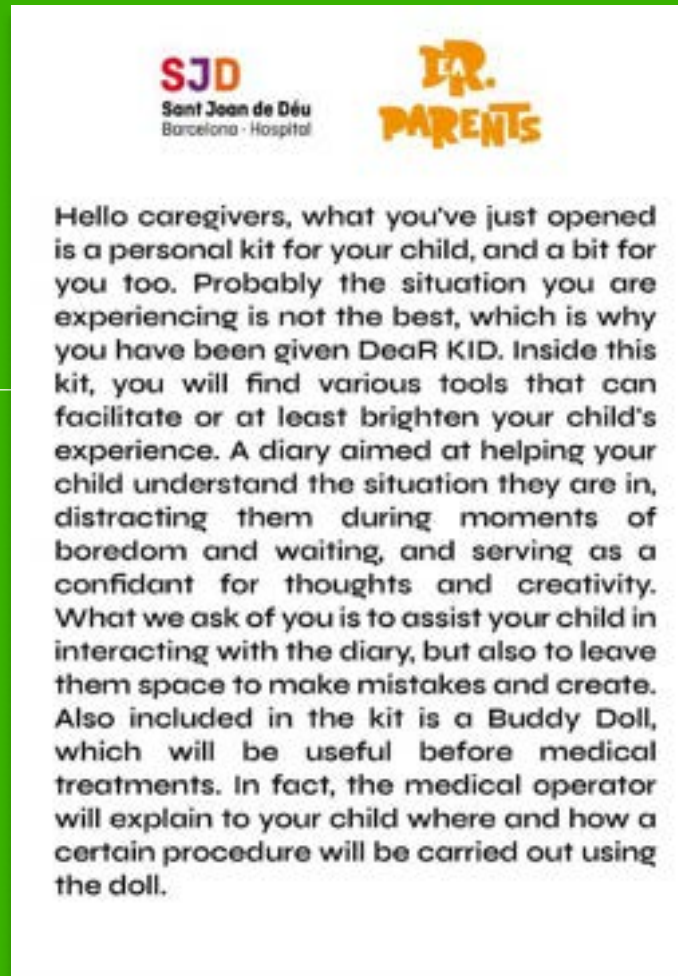 SJD
Sant Joan de Déu
Barcelona · Hospital
DEAR.
PARENTS
Hello caregivers, what you've just opened
is a personal kit for your child, and a bit for
you too. Probably the situation you are
experiencing is not the best, which is why
you have been given DeaR KID. Inside this
kit, you will find various tools that can
facilitate or at least brighten your child's
experience. A diary aimed at helping your
child understand the situation they are in,
distracting them during moments of
boredom and waiting, and serving as a
confidant for thoughts and creativity.
What we ask of you is to assist your child in
interacting with the diary, but also to leave
them space to make mistakes and create.
Also included in the kit is a Buddy Doll,
which will be useful before medical
treatments. In fact, the medical operator
will explain to your child where and how a
certain procedure will be carried out using
the doll.